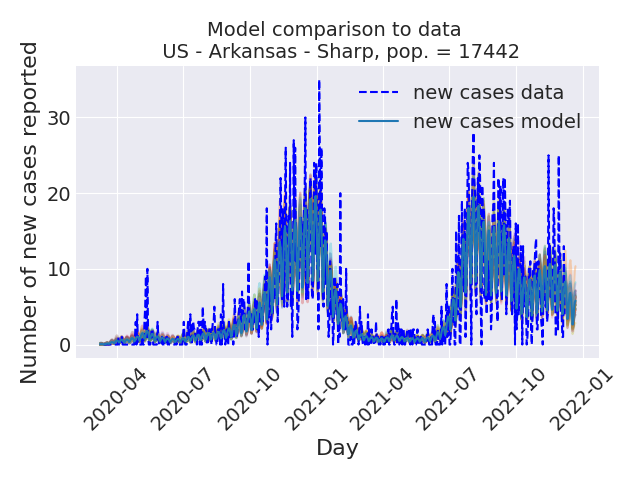 Model comparison to data
US - Arkansas - Sharp, pop. = 17442
Number of new cases reported
30
20
10
0
new cases data
new cases model
2020-04
2020-07
2020-10
2021-01
2021-04
2021-07
2021-10
2022-01
Day